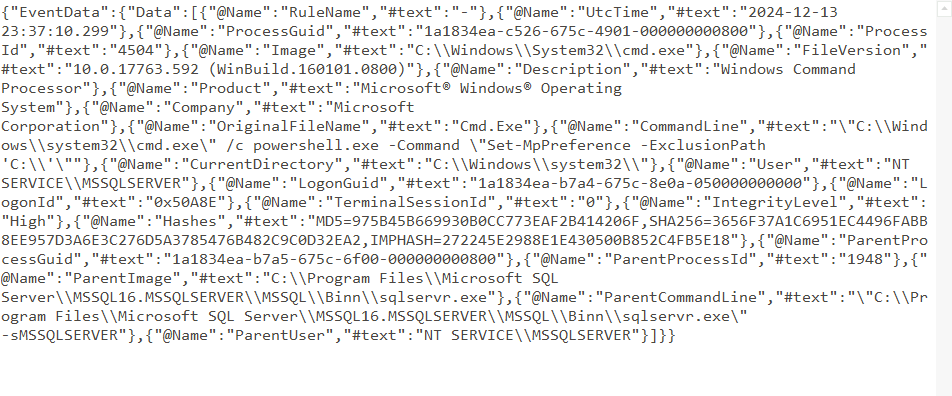 {"EventData":{"Data":[{"@Name":"RuleName","#text":"-"},{"@Name":"UtcTime","#text":"2024-12-13
23:37:10.299"},{"@Name":"ProcessGuid","#text":"1a1834ea-c526-675c-4901-000000000800"},{"@Name":"Process
Id","#text":"4504"},{"@Name":"Image","#text":"C:\\Windows\\System32\\cmd.exe"},{"@Name":"FileVersion","
#text":"10.0.17763.592 (WinBuild.160101.0800)"},{"@Name":"Description","#text":"Windows Command
Processor"},{"@Name":"Product","#text":"Microsoft® Windows® Operating
System"},{"@Name":"Company","#text":"Microsoft
Corporation"},{"@Name":"OriginalFileName","#text":"Cmd.Exe"},{"@Name":"CommandLine","#text":"\"C:\\Wind
ows\\system32\\cmd.exe\" /c powershell.exe -Command \"Set-MpPreference -ExclusionPath
'C:\\'\""},{"@Name":"CurrentDirectory","#text":"C:\\Windows\\system32\\"},{"@Name":"User","#text":"NT
SERVICE\\MSSQLSERVER"},{"@Name":"LogonGuid","#text":"1a1834ea-b7a4-675c-8e0a-050000000000"},{"@Name":"L
ogonId","#text":"0x50A8E"},{"@Name":"TerminalSessionId","#text":"0"},{"@Name":"IntegrityLevel","#text":
"High"},{"@Name":"Hashes","#text":"MD5=975B45B669930B0CC773EAF2B414206F,SHA256=3656F37A1C6951EC4496FABB
8EE957D3A6E3C276D5A3785476B482C9C0D32EA2,IMPHASH=272245E2988E1E430500B852C4FB5E18"},{"@Name":"ParentPro
cessGuid","#text":"1a1834ea-b7a5-675c-6f00-000000000800"},{"@Name":"ParentProcessId","#text":"1948"},{"
@Name":"ParentImage","#text":"C:\\Program Files\\Microsoft SQL
Server\\MSSQL16.MSSQLSERVER\\MSSQL\\Binn\\sqlservr.exe"},{"@Name":"ParentCommandLine","#text":"\"C:\\Pr
ogram Files\\Microsoft SQL Server\\MSSQL16.MSSQLSERVER\\MSSQL\\Binn\\sqlservr.exe\"
-sMSSQLSERVER"},{"@Name":"ParentUser","#text":"NT SERVICE\\MSSQLSERVER"}]}}